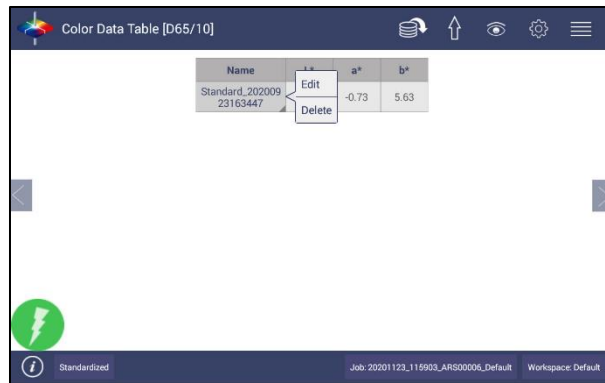 Color Data Table [D65/10]
Name a* b*
Standard_202009
23163447
-0.73 5.63
Edit
Delete
Standardized Job: 20201123_115903_ARS00006_Default Workspace: Default